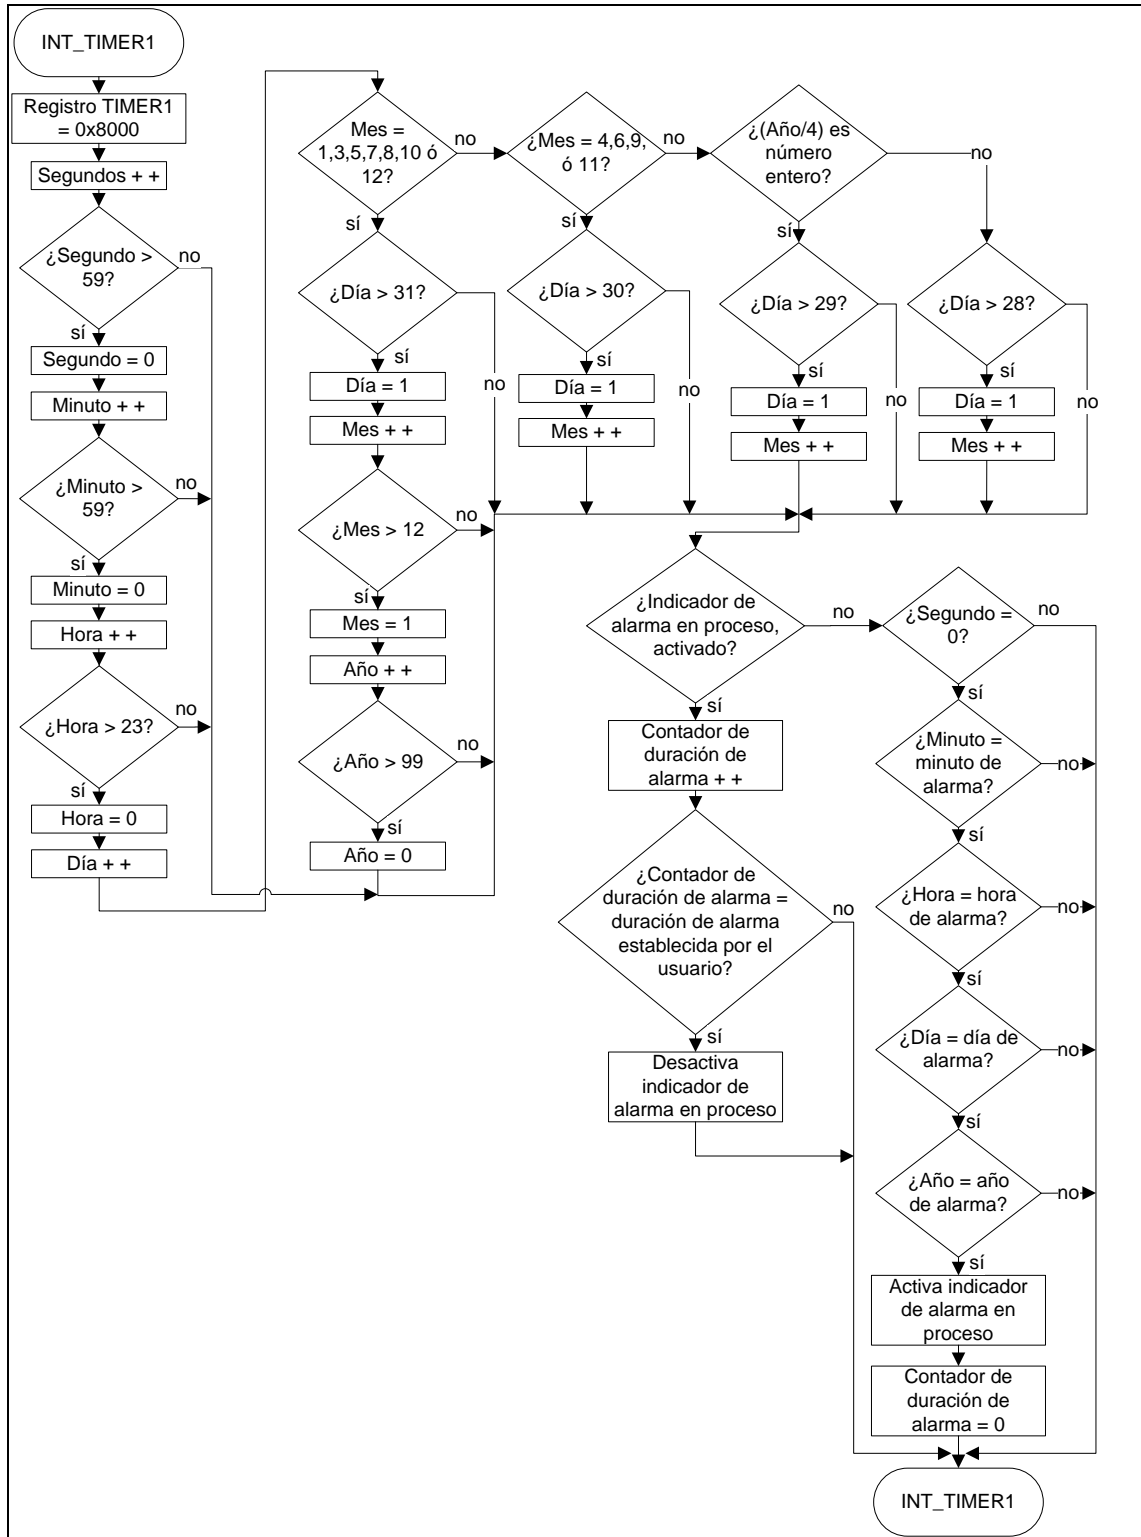 INT_TIMER1
Registro TIMER1
= 0x8000
Segundos + +
¿Segundo >
59?
no
sí
Segundo = 0
Minuto + +
¿Minuto >
59?
no
sí
Minuto = 0
Hora + +
¿Hora > 23?
no
sí
Hora = 0
Día + +
Mes =
1,3,5,7,8,10 ó
12?
no
sí
¿Día > 31?
no
sí
Día = 1
Mes + +
¿Mes > 12
no
sí
Mes = 1
Año + +
¿Año > 99
no
sí
Año = 0
¿Mes = 4,6,9,
ó 11?
no
sí
¿Día > 30?
no
sí
Día = 1
Mes + +
¿(Año/4) es
número
entero?
no
sí
¿Día > 29?
no
sí
Día = 1
Mes + +
¿Día > 28?
no
sí
Día = 1
Mes + +
¿Indicador de
alarma en proceso,
activado?
no
sí
Contador de
duración de
alarma + +
¿Contador de
duración de alarma =
duración de alarma
establecida por el
usuario?
no
sí
Desactiva
indicador de
alarma en proceso
¿Segundo =
0?
no
sí
¿Minuto =
minuto de
alarma?
no
sí
¿Hora = hora
de alarma?
no
sí
¿Día = día de
alarma?
no
sí
¿Año = año
de alarma?
no
sí
Activa indicador
de alarma en
proceso
Contador de
duración de
alarma = 0
INT_TIMER1